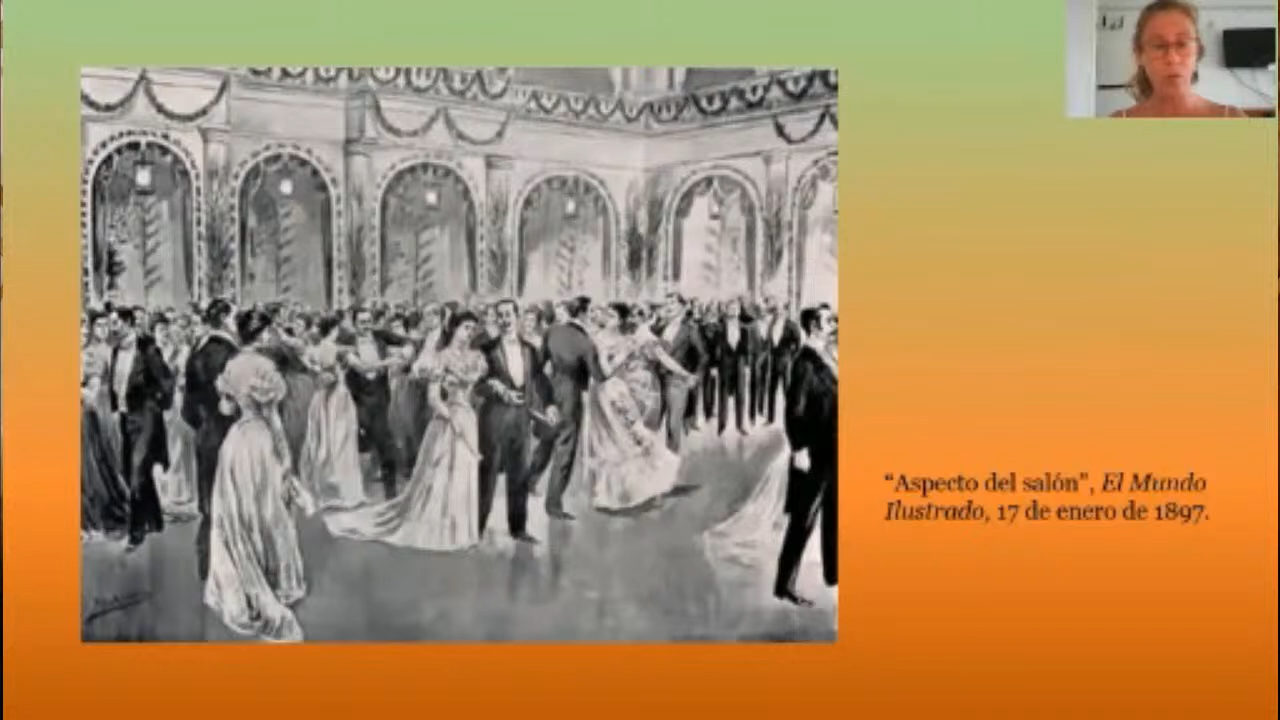 “Aspecto del salón”, El Mundo
Ilustrado, 17 de enero de 1897.